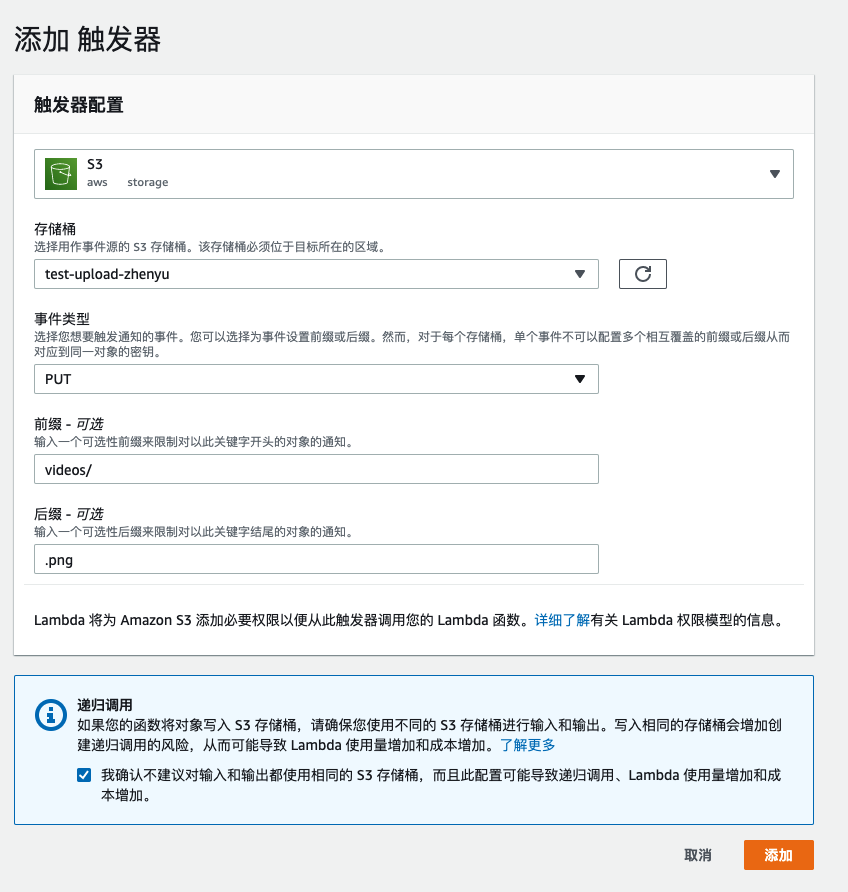 添加 触发器
触发器配置
S3
aws storage
存储桶
选择用作事件源的 S3 存储桶。该存储桶必须位于目标所在的区域。
test-upload-zhenyu
事件类型
选择您想要触发通知的事件。您可以选择为事件设置前缀或后缀。然而，对于每个存储桶，单个事件不可以配置多个相互覆盖的前缀或后缀从而
对应到同一对象的密钥。
PUT
前缀 - 可选
输入一个可选性前缀来限制对以此关键字开头的对象的通知。
videos/
后缀 - 可选
输入一个可选性后缀来限制对以此关键字结尾的对象的通知。
.png
Lambda 将为 Amazon S3 添加必要权限以便从此触发器调用您的 Lambda 函数。详细了解有关 Lambda 权限模型的信息。
递归调用
如果您的函数将对象写入 S3 存储桶，请确保您使用不同的 S3 存储桶进行输入和输出。写入相同的存储桶会增加创
建递归调用的风险，从而可能导致 Lambda 使用量增加和成本增加。了解更多
我确认不建议对输入和输出都使用相同的 S3 存储桶，而且此配置可能导致递归调用、Lambda 使用量增加和成
本增加。
取消 添加